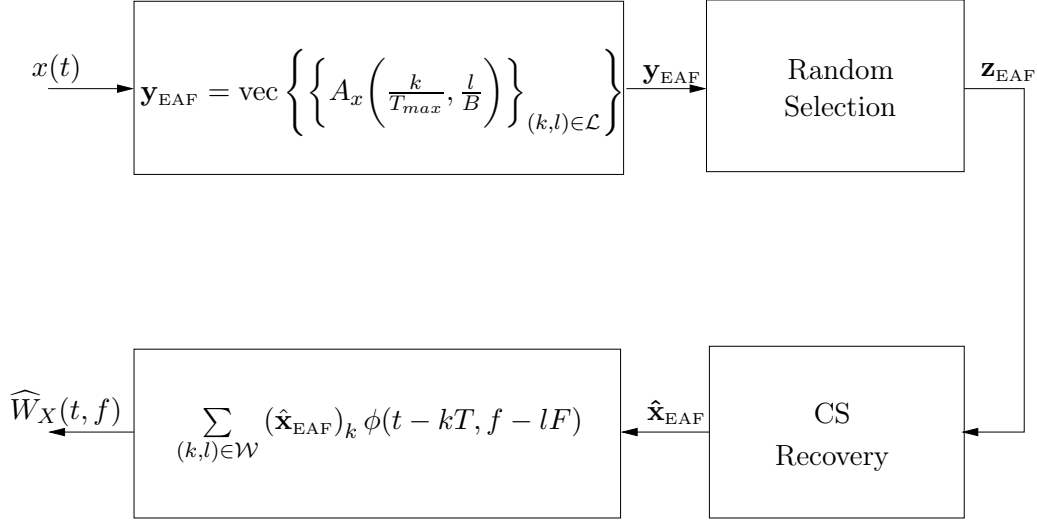 x(t)
𝐲_EAF = vec { { A_x ( k/T_max , l/B ) }_(k,l)∈ℒ }
𝐲_EAF
Random
Selection
𝐳_EAF
Ŵ_X(t, f)
∑_(k,l)∈𝒲 (𝐱̂_EAF)_k ϕ(t − kT, f − lF)
𝐱̂_EAF
CS
Recovery